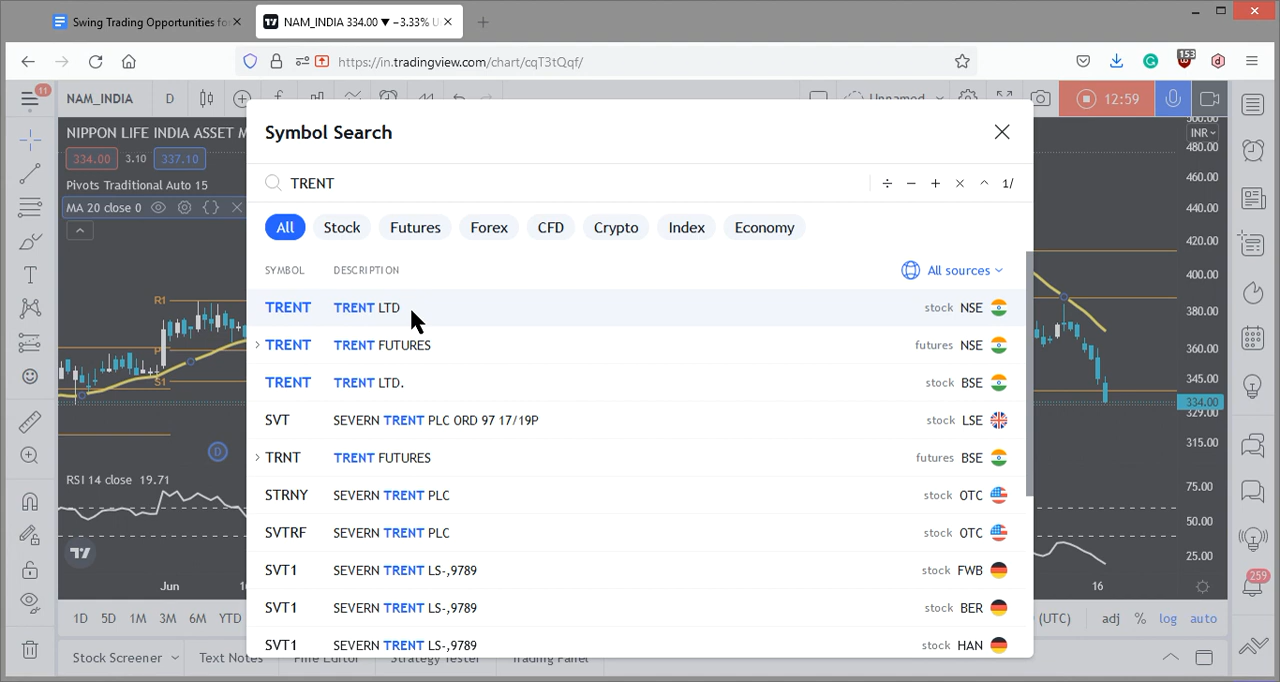 Swing Trading Opportunities fo
NAM_INDIA 334.00 ▼ −3.33% U
https://in.tradingview.com/chart/cqT3tQqf/
153
11
NAM_INDIA D
Unnamed
12:59
Symbol Search
TRENT
1/
All Stock Futures Forex CFD Crypto Index Economy
SYMBOL DESCRIPTION All sources
TRENT TRENT LTD stock NSE
TRENT TRENT FUTURES futures NSE
TRENT TRENT LTD. stock BSE
SVT SEVERN TRENT PLC ORD 97 17/19P stock LSE
TRNT TRENT FUTURES futures BSE
STRNY SEVERN TRENT PLC stock OTC
SVTRF SEVERN TRENT PLC stock OTC
SVT1 SEVERN TRENT LS-,9789 stock FWB
SVT1 SEVERN TRENT LS-,9789 stock BER
SVT1 SEVERN TRENT LS-,9789 stock HAN
NIPPON LIFE INDIA ASSET M
334.00 3.10 337.10
Pivots Traditional Auto 15
MA 20 close 0
R1
P
S1
D
RSI 14 close 19.71
Jun
16
500.00
INR
480.00
460.00
440.00
420.00
400.00
380.00
360.00
345.00
334.00
329.00
315.00
75.00
50.00
25.00
259
1D 5D 1M 3M 6M YTD
(UTC) adj % log auto
Stock Screener Text Notes Pine Editor Strategy Tester Trading Panel